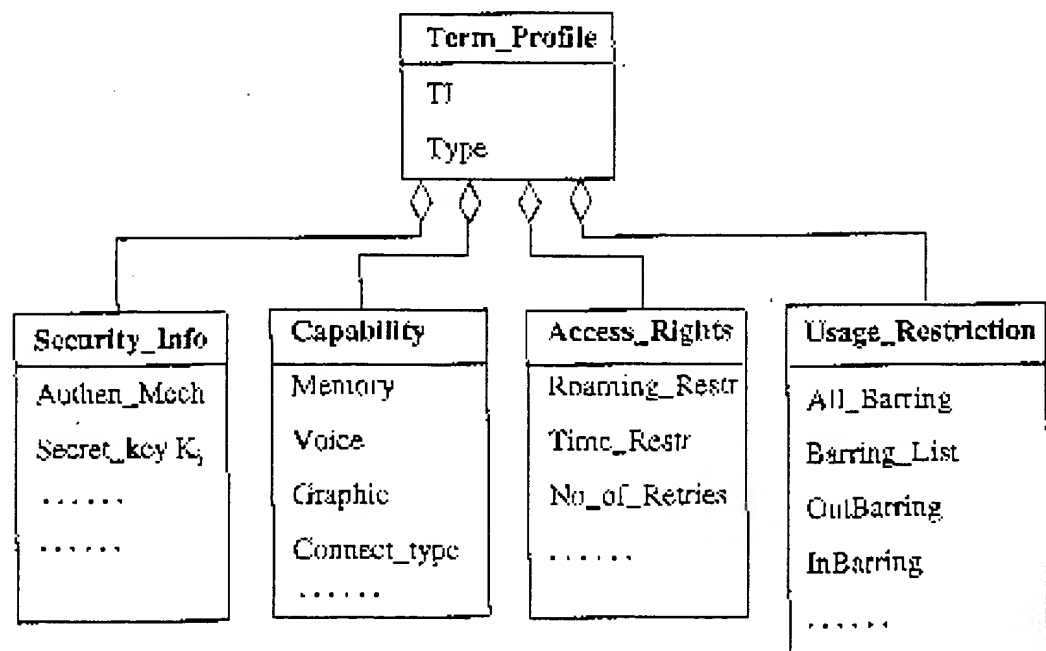 Term_Profile
TI
Type
Security_Info
Authen_Mech
Secret_key Ki
......
......
Capability
Memory
Voice
Graphic
Connect_type
......
Access_Rights
Roaming_Restr
Time_Restr
No_of_Retries
......
Usage_Restriction
All_Barring
Barring_List
OutBarring
InBarring
......